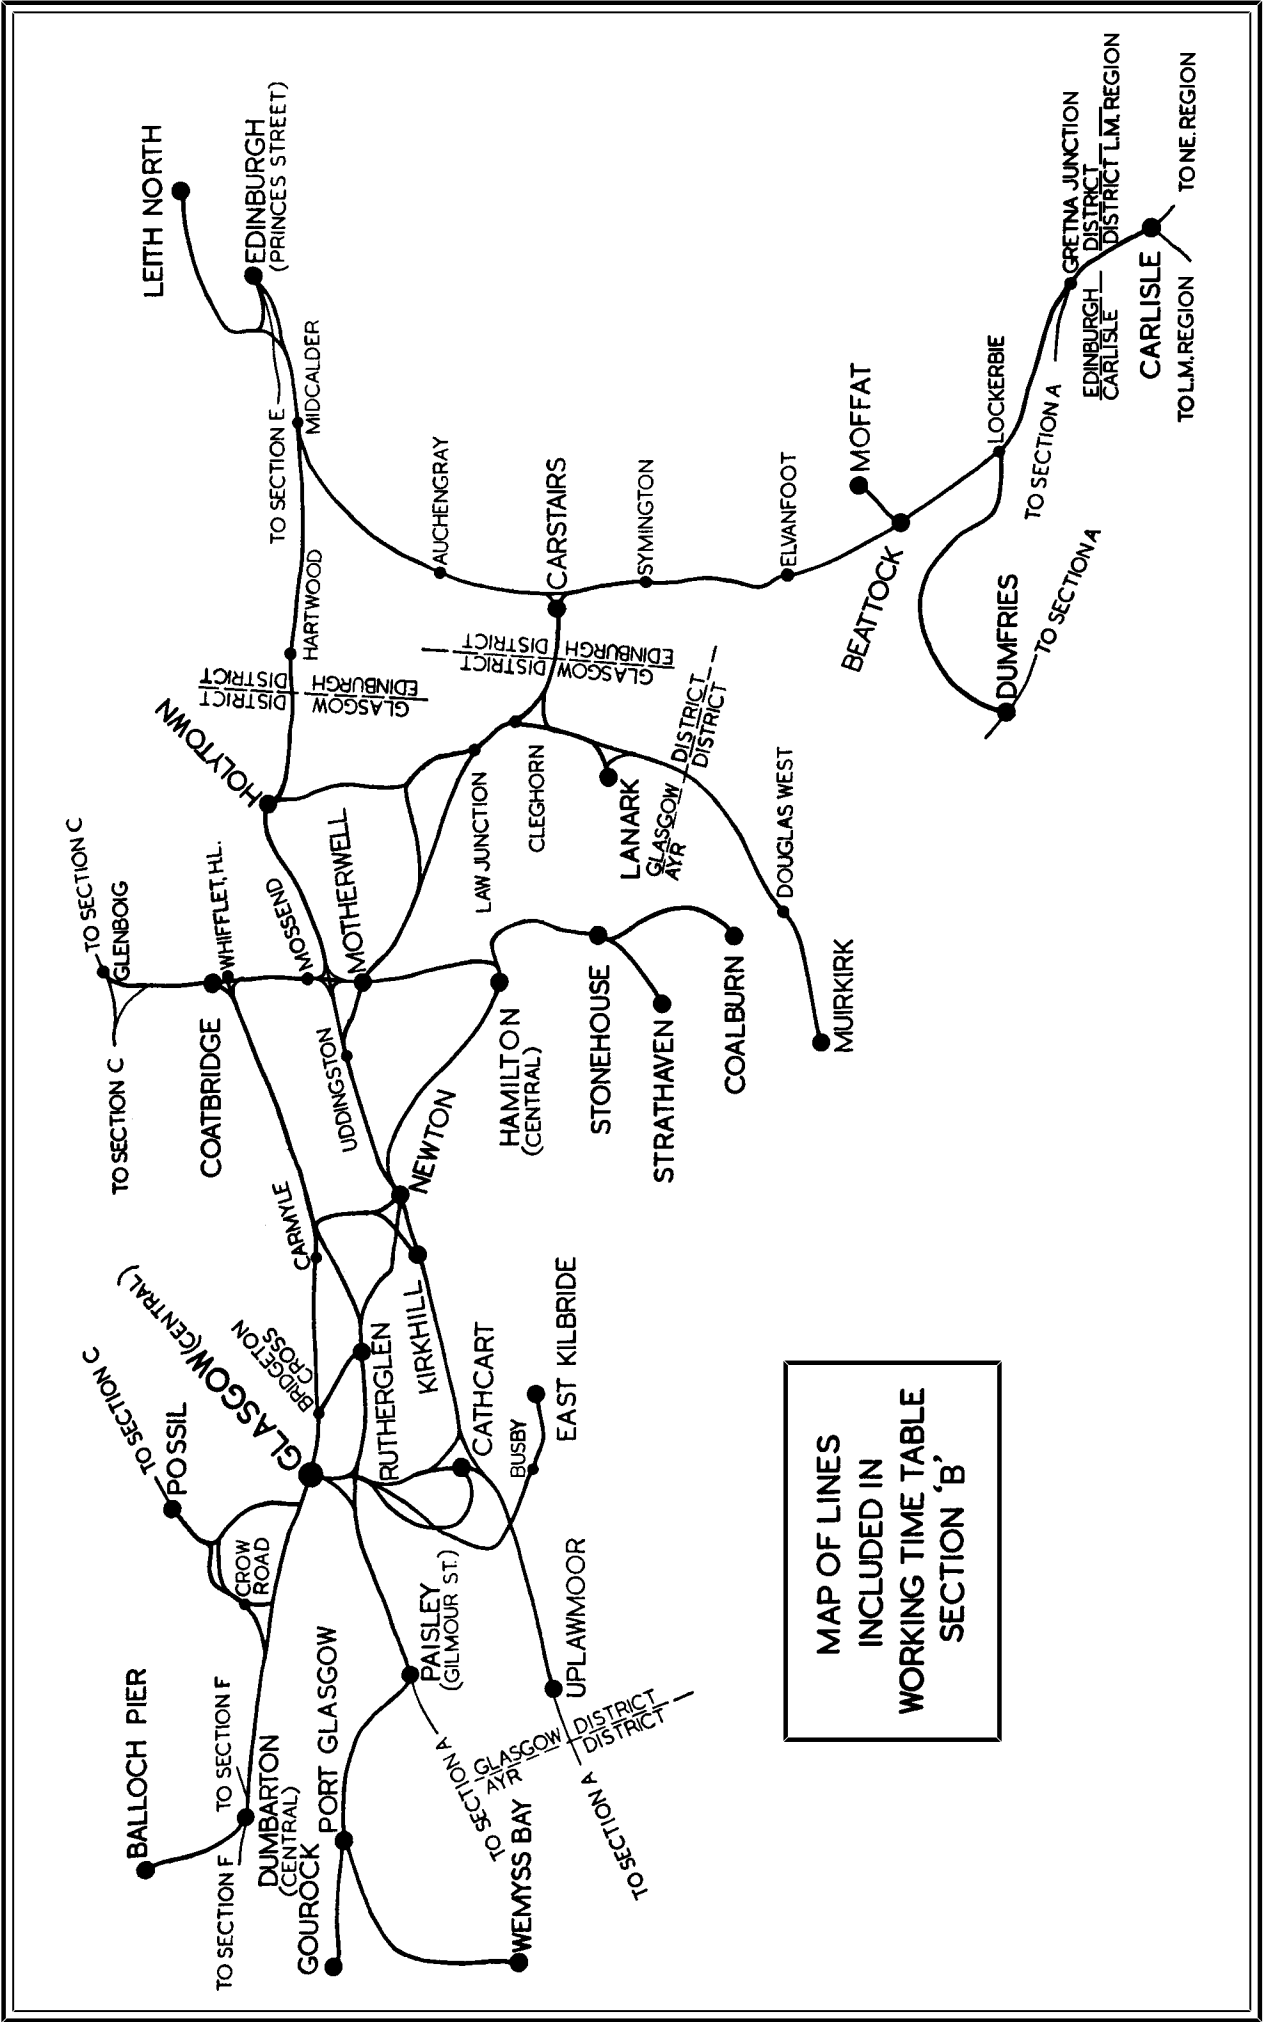 BALLOCH PIER
TO SECTION F
TO SECTION F
DUMBARTON
(CENTRAL)
GOUROCK
PORT GLASGOW
WEMYSS BAY
PAISLEY
(GILMOUR ST.)
TO SECTION A
GLASGOW DISTRICT
AYR DISTRICT
TO SECTION A
UPLAWMOOR
CROW
ROAD
POSSIL
TO SECTION C
GLASGOW (CENTRAL)
BRIDGETON
CROSS
RUTHERGLEN
KIRKHILL
CATHCART
BUSBY
EAST KILBRIDE
CARMYLE
NEWTON
UDDINGSTON
COATBRIDGE
TO SECTION C
TO SECTION C
GLENBOIG
WHIFFLET, H.L.
MOSSEND
MOTHERWELL
HOLYTOWN
HAMILTON
(CENTRAL)
STONEHOUSE
STRATHAVEN
COALBURN
MUIRKIRK
DOUGLAS WEST
LAW JUNCTION
CLEGHORN
LANARK
GLASGOW DISTRICT
AYR DISTRICT
GLASGOW DISTRICT
EDINBURGH DISTRICT
GLASGOW DISTRICT
EDINBURGH DISTRICT
HARTWOOD
TO SECTION E
MIDCALDER
LEITH NORTH
EDINBURGH
(PRINCES STREET)
AUCHENGRAY
CARSTAIRS
SYMINGTON
ELVANFOOT
BEATTOCK
MOFFAT
LOCKERBIE
DUMFRIES
TO SECTION A
TO SECTION A
GRETNA JUNCTION
EDINBURGH DISTRICT
CARLISLE DISTRICT L.M. REGION
CARLISLE
TO L.M. REGION
TO N.E. REGION
MAP OF LINES
INCLUDED IN
WORKING TIME TABLE
SECTION 'B'